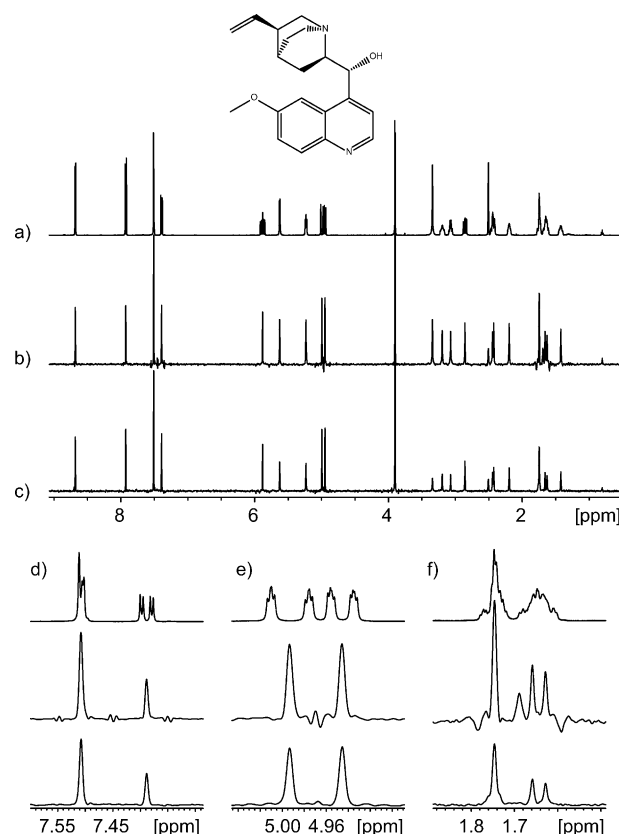 N
OH
O
N
a)
b)
c)
8 6 4 2 [ppm]
d) e) f)
7.55 7.45 [ppm] 5.00 4.96 [ppm] 1.8 1.7 [ppm]